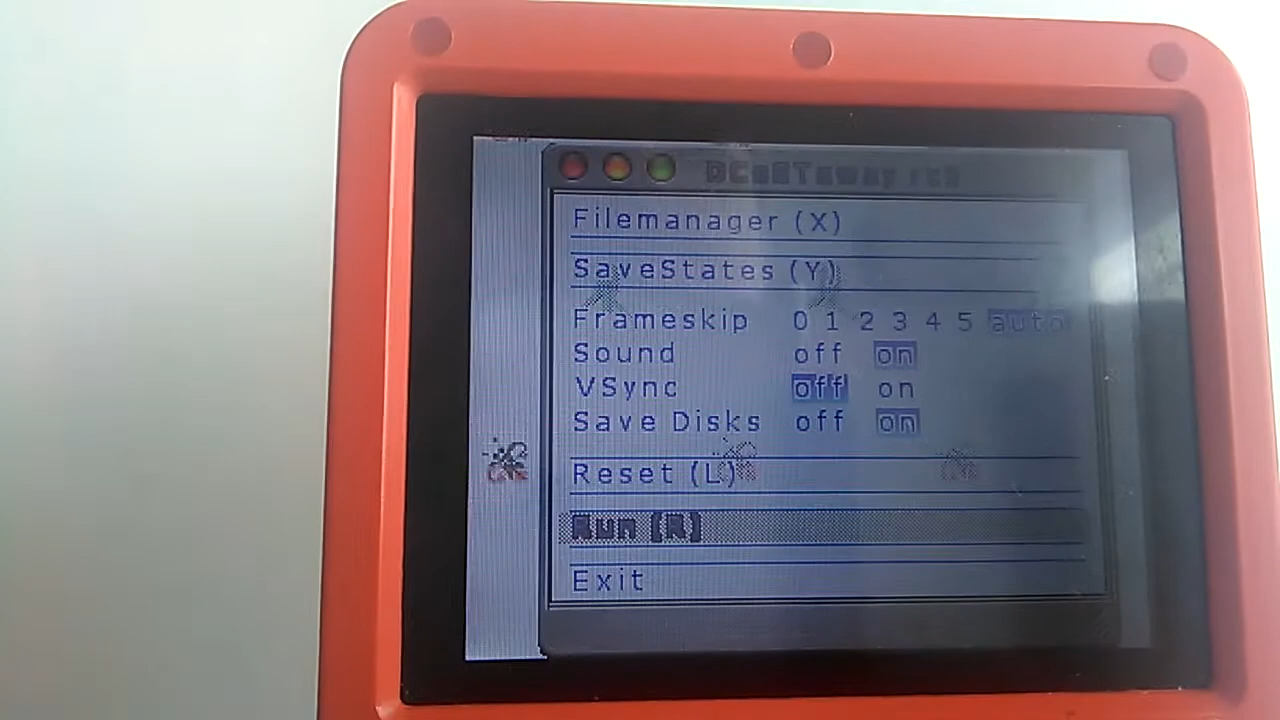 Filemanager (X)
SaveStates (Y)
Frameskip 0 1 2 3 4 5 auto
Sound off on
VSync off on
Save Disks off on
Reset (L)
Run (R)
Exit